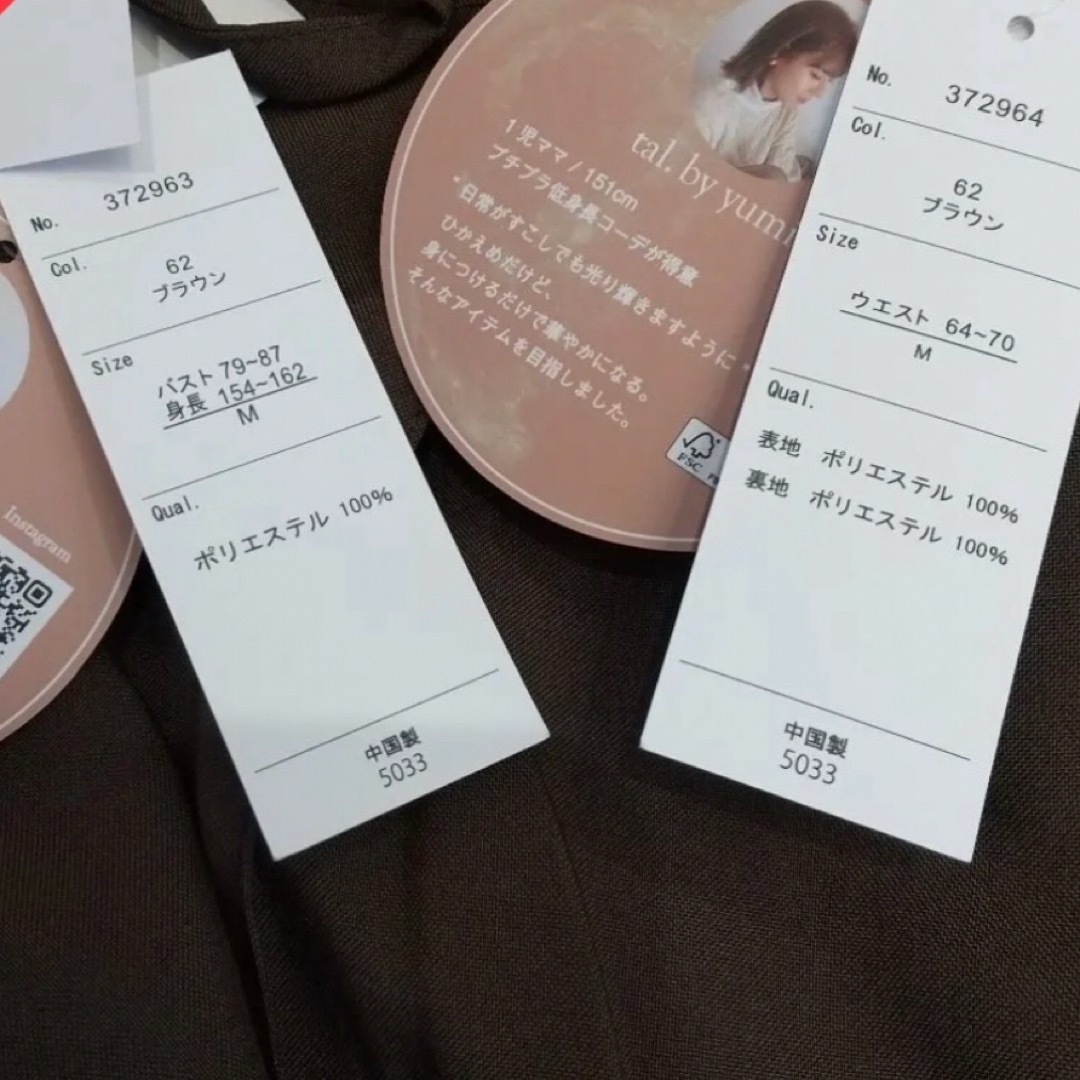 No. 372963
Col.
62
ブラウン
Size
バスト 79~87
身長 154~162
M
Qual.
ポリエステル 100%
中国製
5033
Instagram
tal. by yumi
1児ママ / 151cm
プチプラ低身長コーデが得意
"日常がすこしでも光り輝きますように"
ひかえめだけど、
身につけるだけで華やかになる。
そんなアイテムを目指しました。
FSC
No. 372964
Col.
62
ブラウン
Size
ウエスト 64~70
M
Qual.
表地 ポリエステル 100%
裏地 ポリエステル 100%
中国製
5033